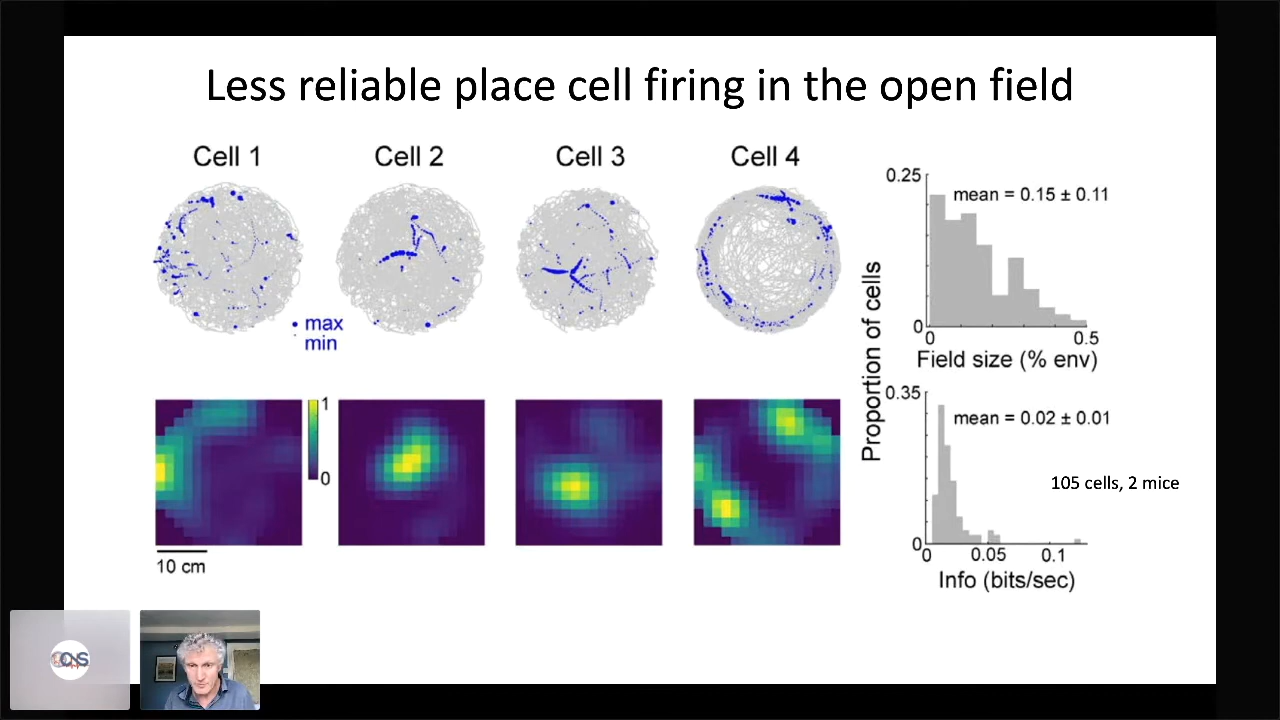 Less reliable place cell firing in the open field
Cell 1
Cell 2
Cell 3
Cell 4
max
min
1
0
10 cm
Proportion of cells
0.25
mean = 0.15 ± 0.11
0
0
0.5
Field size (% env)
0.35
mean = 0.02 ± 0.01
105 cells, 2 mice
0
0
0.05
0.1
Info (bits/sec)